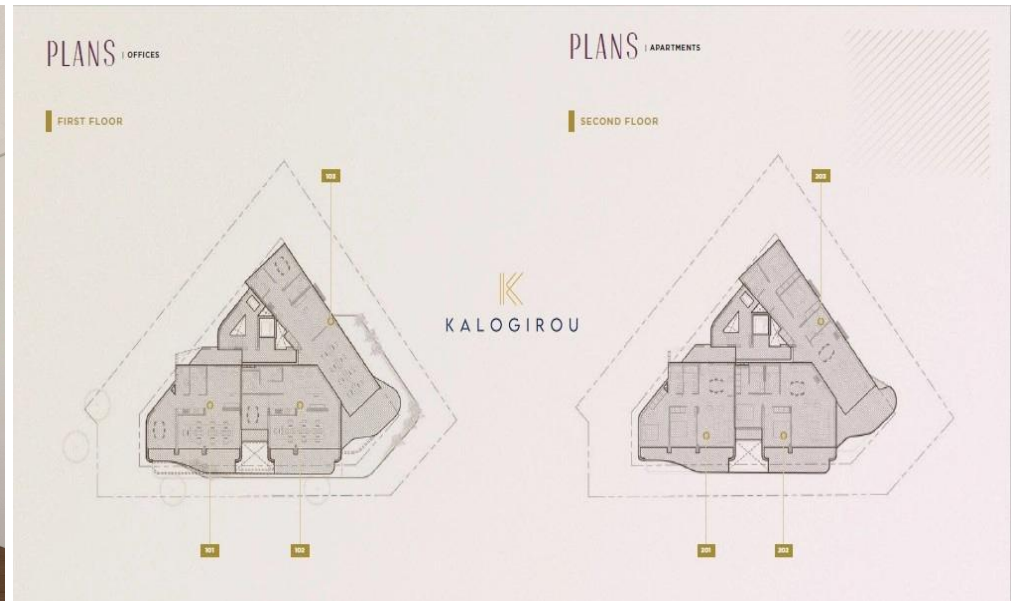 PLANS | OFFICES
FIRST FLOOR
103
101
102
KALOGIROU
PLANS | APARTMENTS
SECOND FLOOR
203
201
202